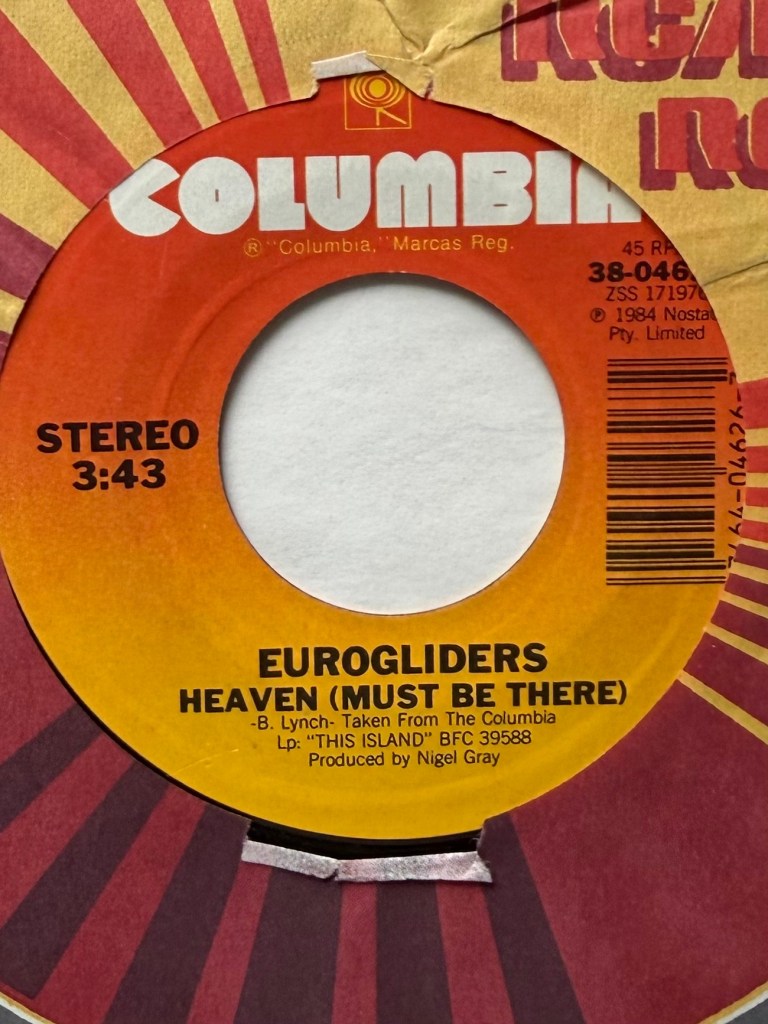 COLUMBIA
® "Columbia," Marcas Reg.
45
38-046
ZSS 17197
℗ 1984
Pty. Limited
STEREO
3:43
EUROGLIDERS
HEAVEN (MUST BE THERE)
-B. Lynch- Taken From The Columbia
Lp: "THIS ISLAND" BFC 39588
Produced by Nigel Gray